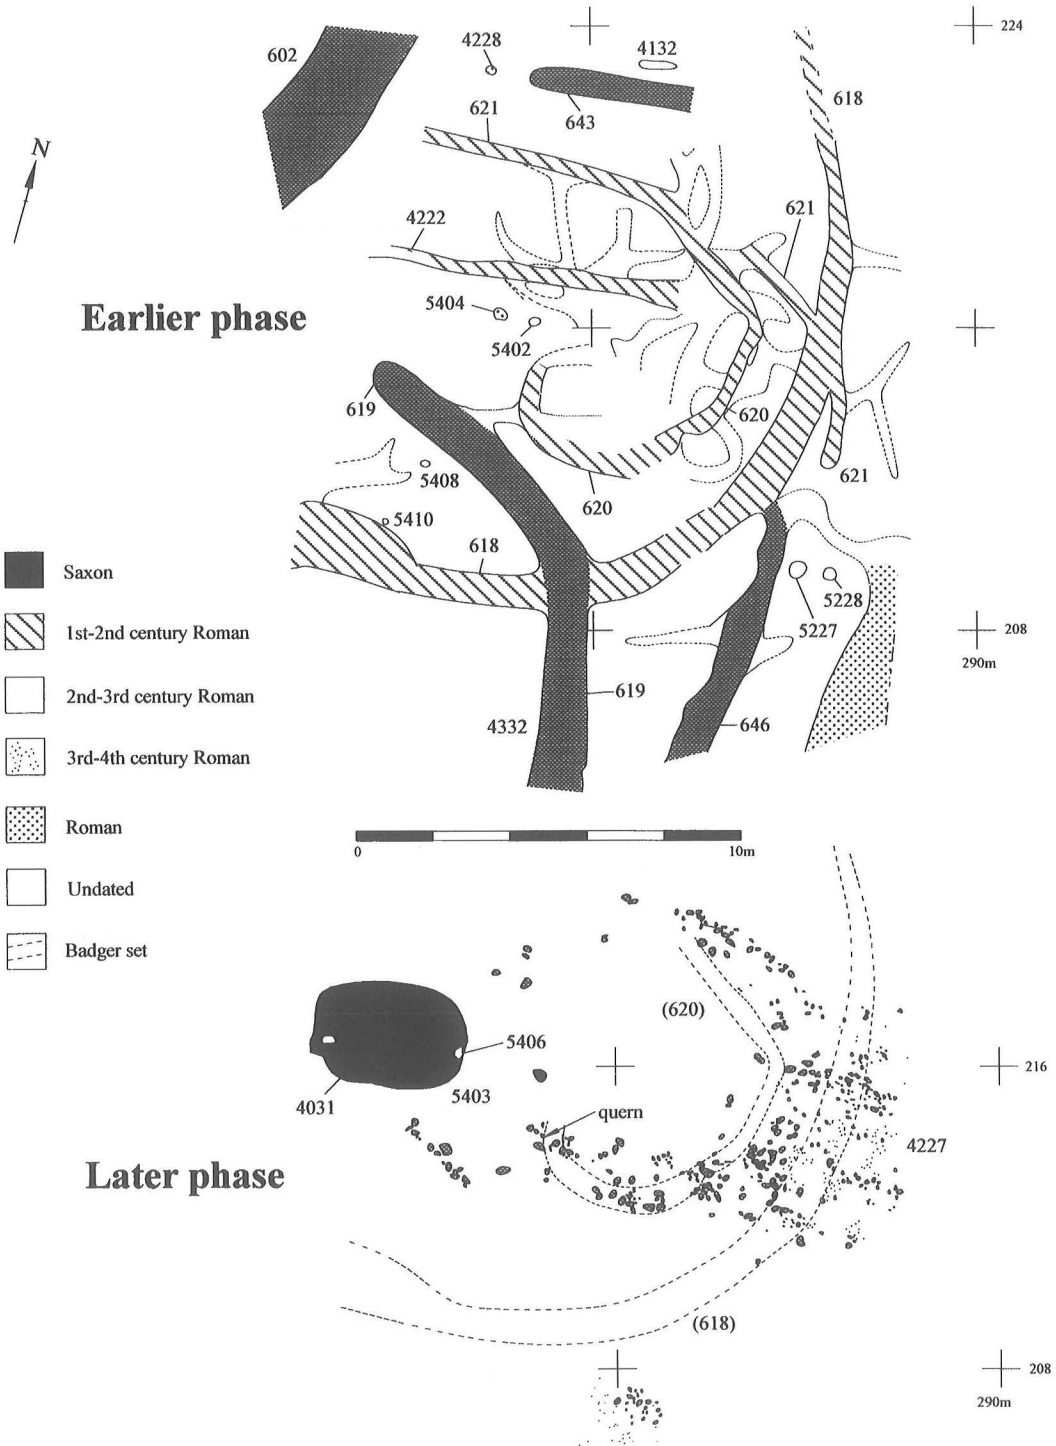 224
602
4228
4132
643
618
621
N
621
4222
Earlier phase
5404
5402
619
620
5408
621
620
5410
618
Saxon
5228
1st-2nd century Roman
5227
208
290m
2nd-3rd century Roman
619
4332
646
3rd-4th century Roman
Roman
0
10m
Undated
Badger set
(620)
5406
216
4031
5403
quern
4227
Later phase
(618)
208
290m